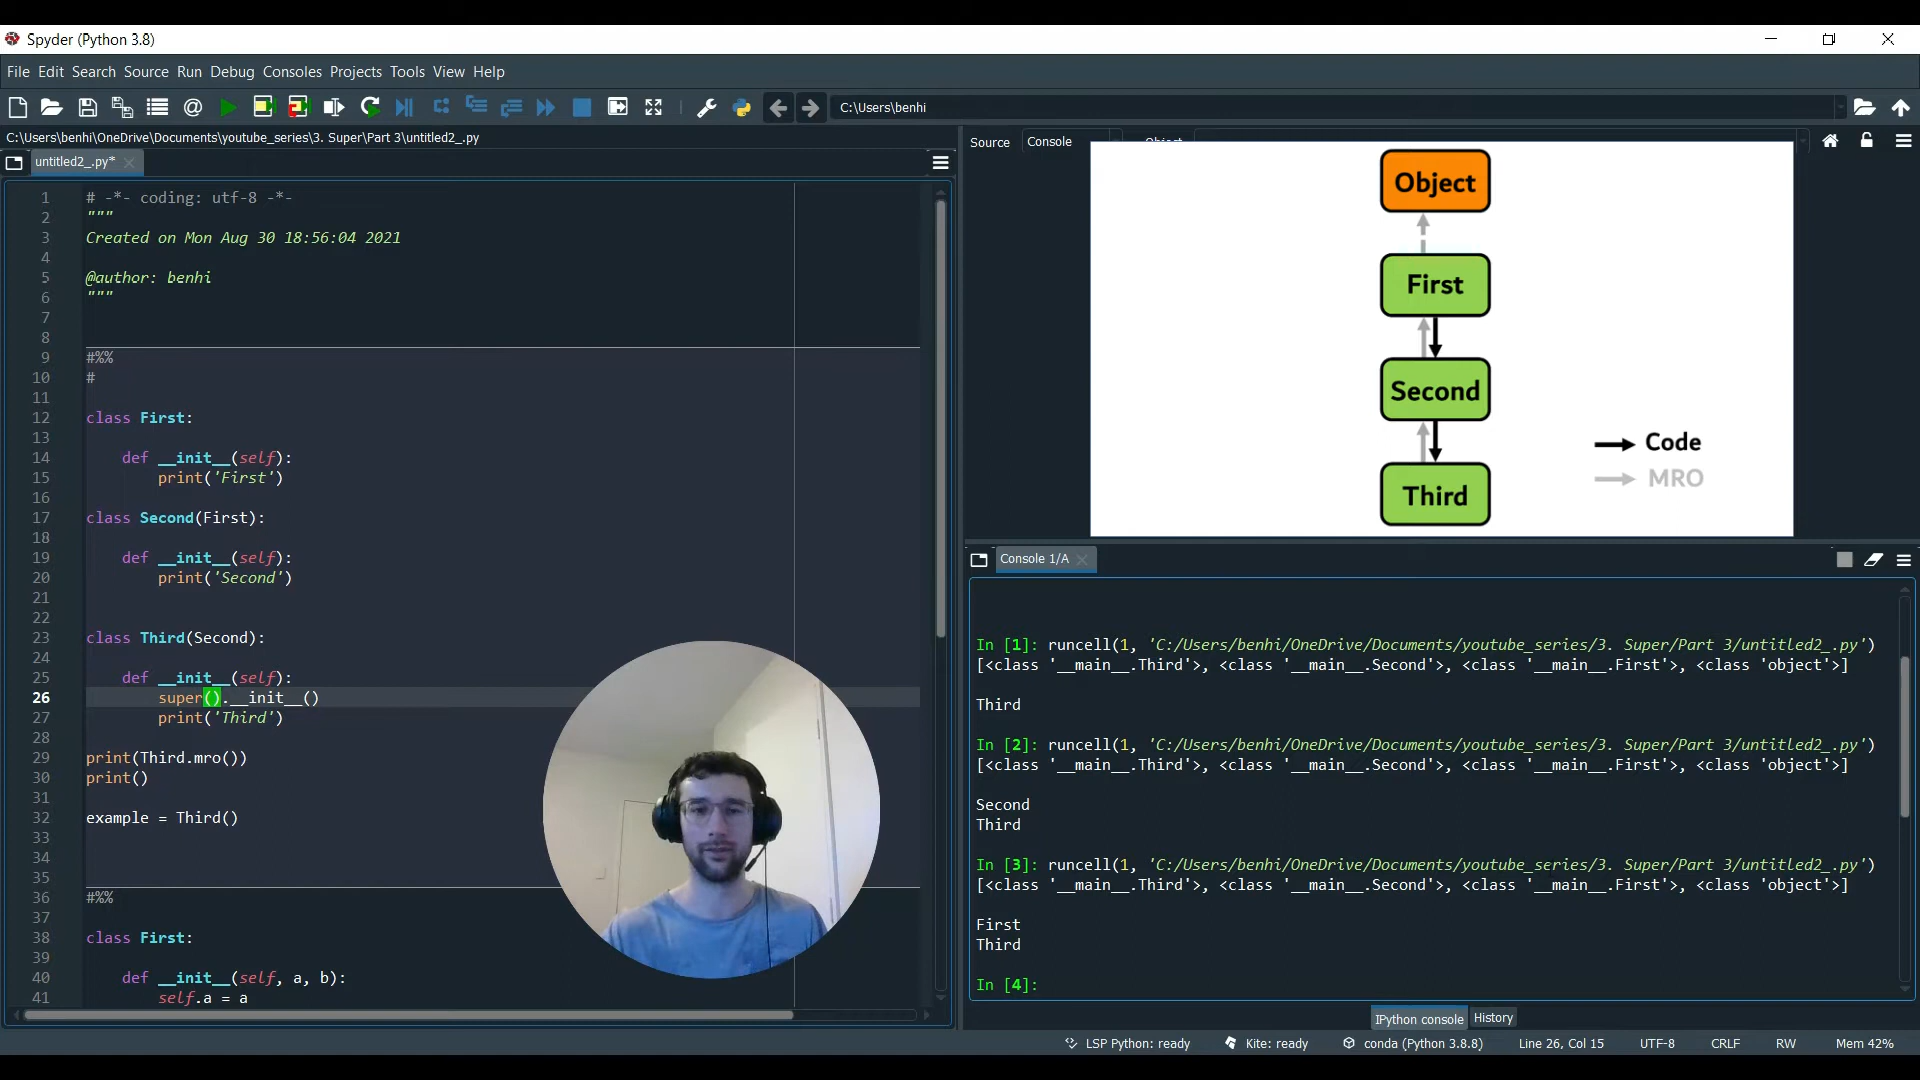 Spyder (Python 3.8)
File Edit Search Source Run Debug Consoles Projects Tools View Help
C:\Users\benhi
C:\Users\benhi\OneDrive\Documents\youtube_series\3. Super\Part 3\untitled2_.py
untitled2_.py*
1 # -*- coding: utf-8 -*-
2 """
3 Created on Mon Aug 30 18:56:04 2021
4
5 @author: benhi
6 """
7
8
9 #%%
10 #
11
12 class First:
13
14 def __init__(self):
15 print('First')
16
17 class Second(First):
18
19 def __init__(self):
20 print('Second')
21
22
23 class Third(Second):
24
25 def __init__(self):
26 super().__init__()
27 print('Third')
28
29 print(Third.mro())
30 print()
31
32 example = Third()
33
34
35
36 #%%
37
38 class First:
39
40 def __init__(self, a, b):
41 self.a = a
Source Console Object
Object
First
Second
Third
Code
MRO
Console 1/A
In [1]: runcell(1, 'C:/Users/benhi/OneDrive/Documents/youtube_series/3. Super/Part 3/untitled2_.py')
[<class '__main__.Third'>, <class '__main__.Second'>, <class '__main__.First'>, <class 'object'>]
Third
In [2]: runcell(1, 'C:/Users/benhi/OneDrive/Documents/youtube_series/3. Super/Part 3/untitled2_.py')
[<class '__main__.Third'>, <class '__main__.Second'>, <class '__main__.First'>, <class 'object'>]
Second
Third
In [3]: runcell(1, 'C:/Users/benhi/OneDrive/Documents/youtube_series/3. Super/Part 3/untitled2_.py')
[<class '__main__.Third'>, <class '__main__.Second'>, <class '__main__.First'>, <class 'object'>]
First
Third
In [4]:
IPython console History
LSP Python: ready Kite: ready conda (Python 3.8.8) Line 26, Col 15 UTF-8 CRLF RW Mem 42%